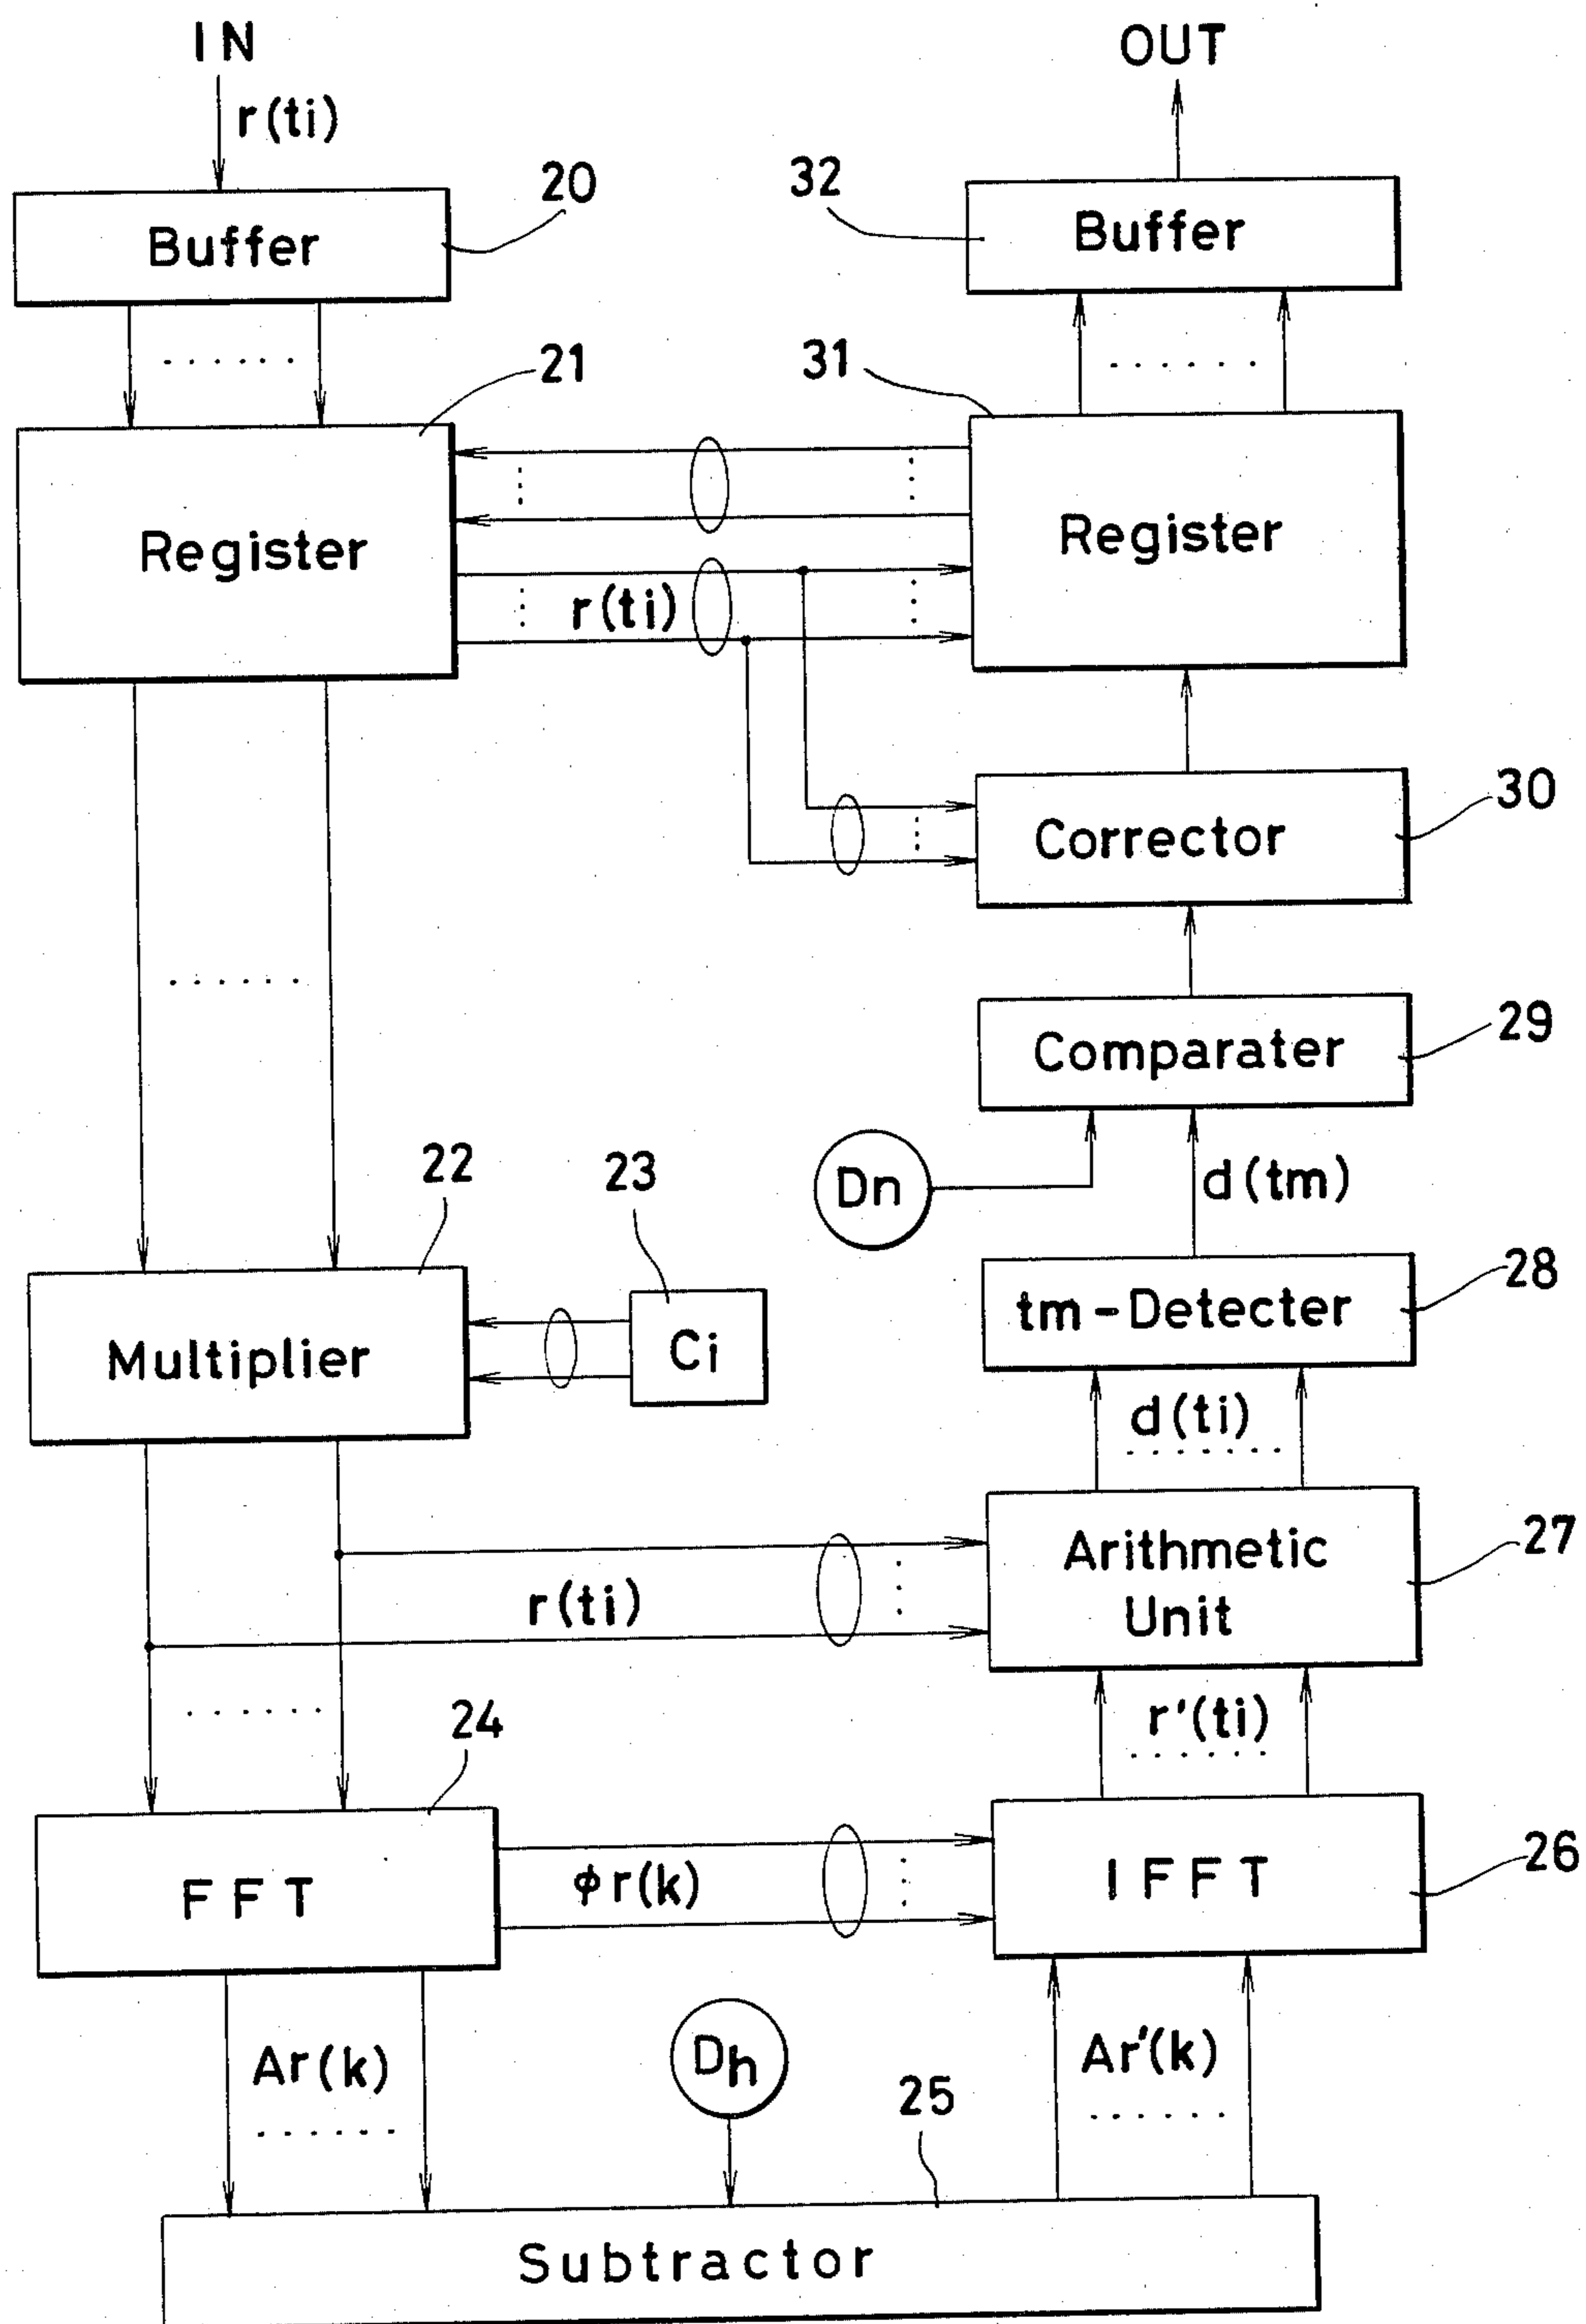 IN
OUT
r(ti)
20
32
Buffer
Buffer
21
31
Register
Register
r(ti)
30
Corrector
29
Comparater
22
23
Dn
d(tm)
28
tm-Detecter
Multiplier
Ci
d(ti)
27
Arithmetic
Unit
r(ti)
r'(ti)
24
26
FFT
ϕr(k)
IFFT
Ar(k)
Dh
Ar'(k)
25
Subtractor